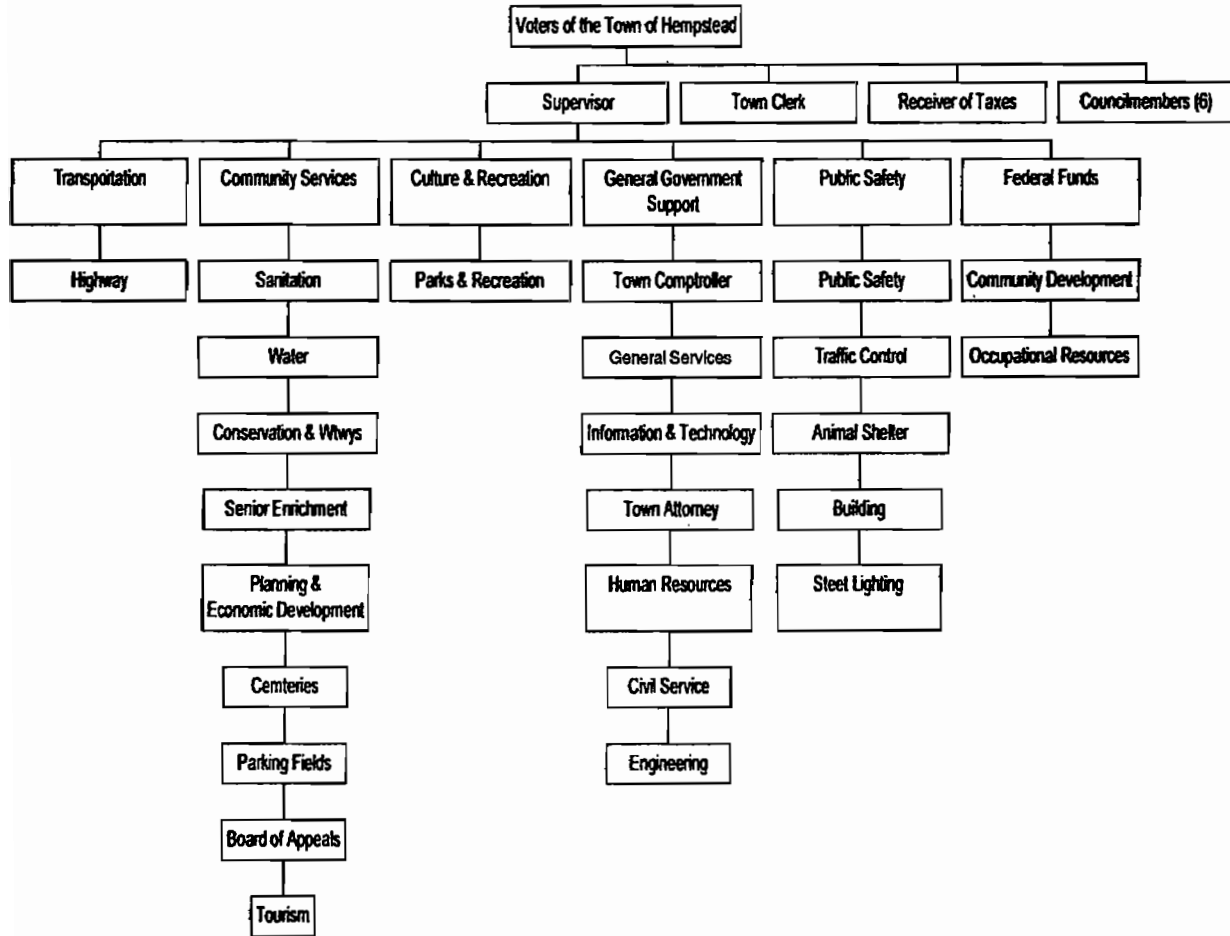 Voters of the Town of Hempstead
Supervisor
Town Clerk
Receiver of Taxes
Councilmembers (6)
Transportation
Community Services
Culture & Recreation
General Government
Support
Public Safety
Federal Funds
Highway
Sanitation
Parks & Recreation
Town Comptroller
Public Safety
Community Development
Water
General Services
Traffic Control
Occupational Resources
Conservation & Wtwys
Information & Technology
Animal Shelter
Senior Enrichment
Town Attorney
Building
Planning &
Economic Development
Human Resources
Steet Lighting
Cemteries
Civil Service
Parking Fields
Engineering
Board of Appeals
Tourism